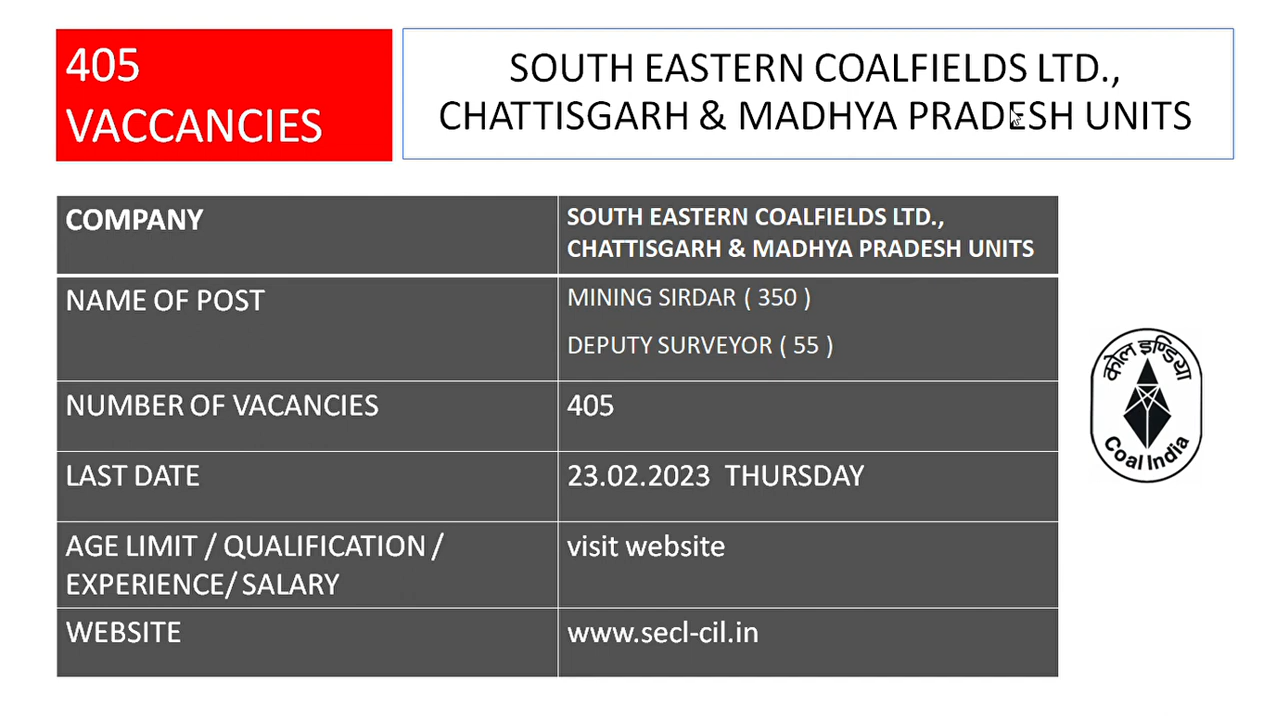 405
VACCANCIES
SOUTH EASTERN COALFIELDS LTD.,
CHATTISGARH & MADHYA PRADESH UNITS
COMPANY
SOUTH EASTERN COALFIELDS LTD.,
CHATTISGARH & MADHYA PRADESH UNITS
NAME OF POST
MINING SIRDAR ( 350 )
DEPUTY SURVEYOR ( 55 )
NUMBER OF VACANCIES
405
LAST DATE
23.02.2023 THURSDAY
AGE LIMIT / QUALIFICATION /
EXPERIENCE/ SALARY
visit website
WEBSITE
www.secl-cil.in
कोल इण्डिया
Coal India